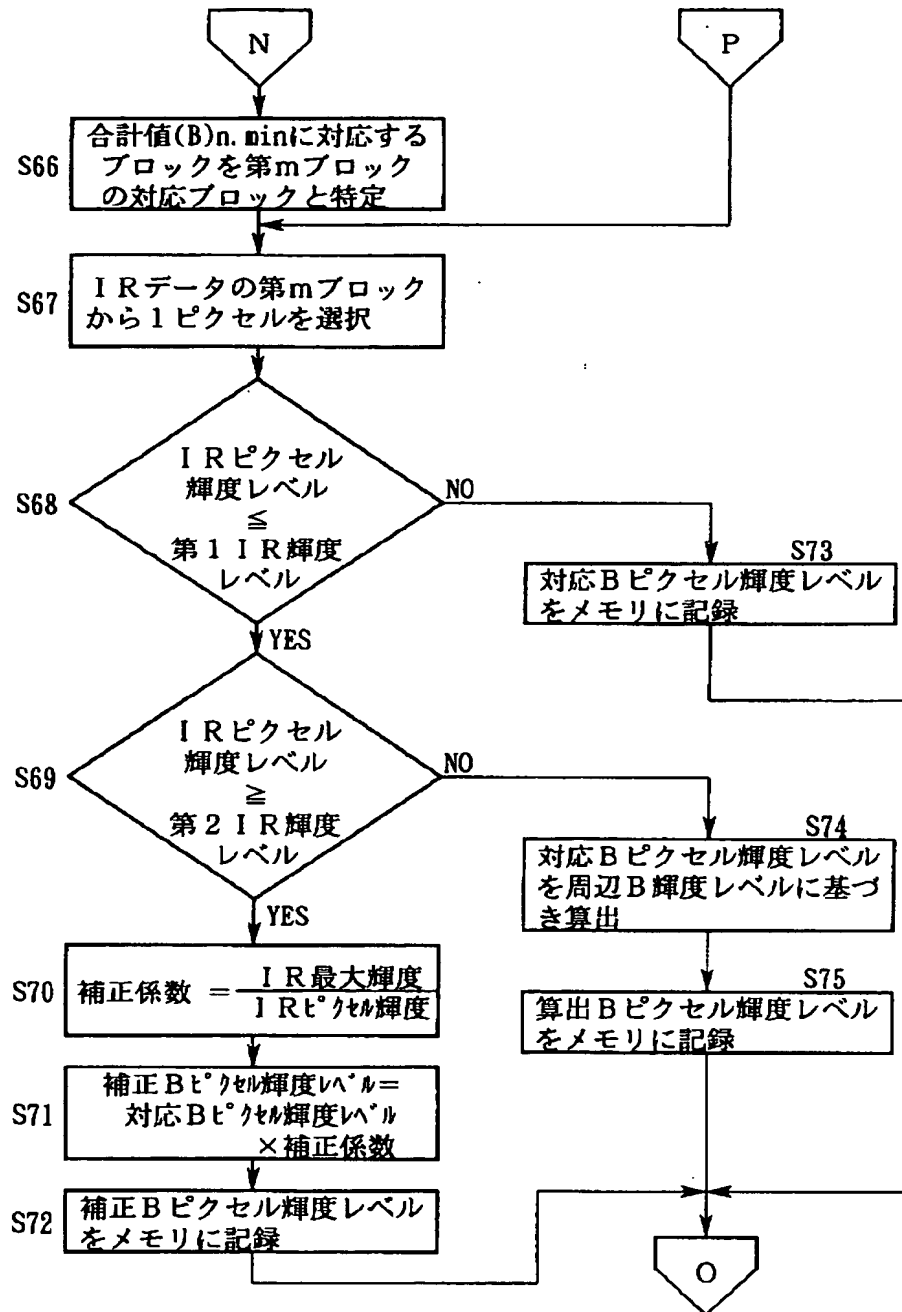 N
P
S66
合計値(B)n.minに対応する
ブロックを第mブロック
の対応ブロックと特定
S67
ＩＲデータの第mブロック
から１ピクセルを選択
S68
ＩＲピクセル
輝度レベル
≦
第１ＩＲ輝度
レベル
NO
YES
S73
対応Ｂピクセル輝度レベル
をメモリに記録
S69
ＩＲピクセル
輝度レベル
≧
第２ＩＲ輝度
レベル
NO
YES
S74
対応Ｂピクセル輝度レベル
を周辺Ｂ輝度レベルに基づ
き算出
S70
補正係数 ＝
ＩＲ最大輝度
ＩＲﾋﾟｸｾﾙ輝度
S75
算出Ｂピクセル輝度レベル
をメモリに記録
S71
補正Ｂﾋﾟｸｾﾙ輝度ﾚﾍﾞﾙ＝
対応Ｂﾋﾟｸｾﾙ輝度ﾚﾍﾞﾙ
×補正係数
S72
補正Ｂピクセル輝度レベル
をメモリに記録
O